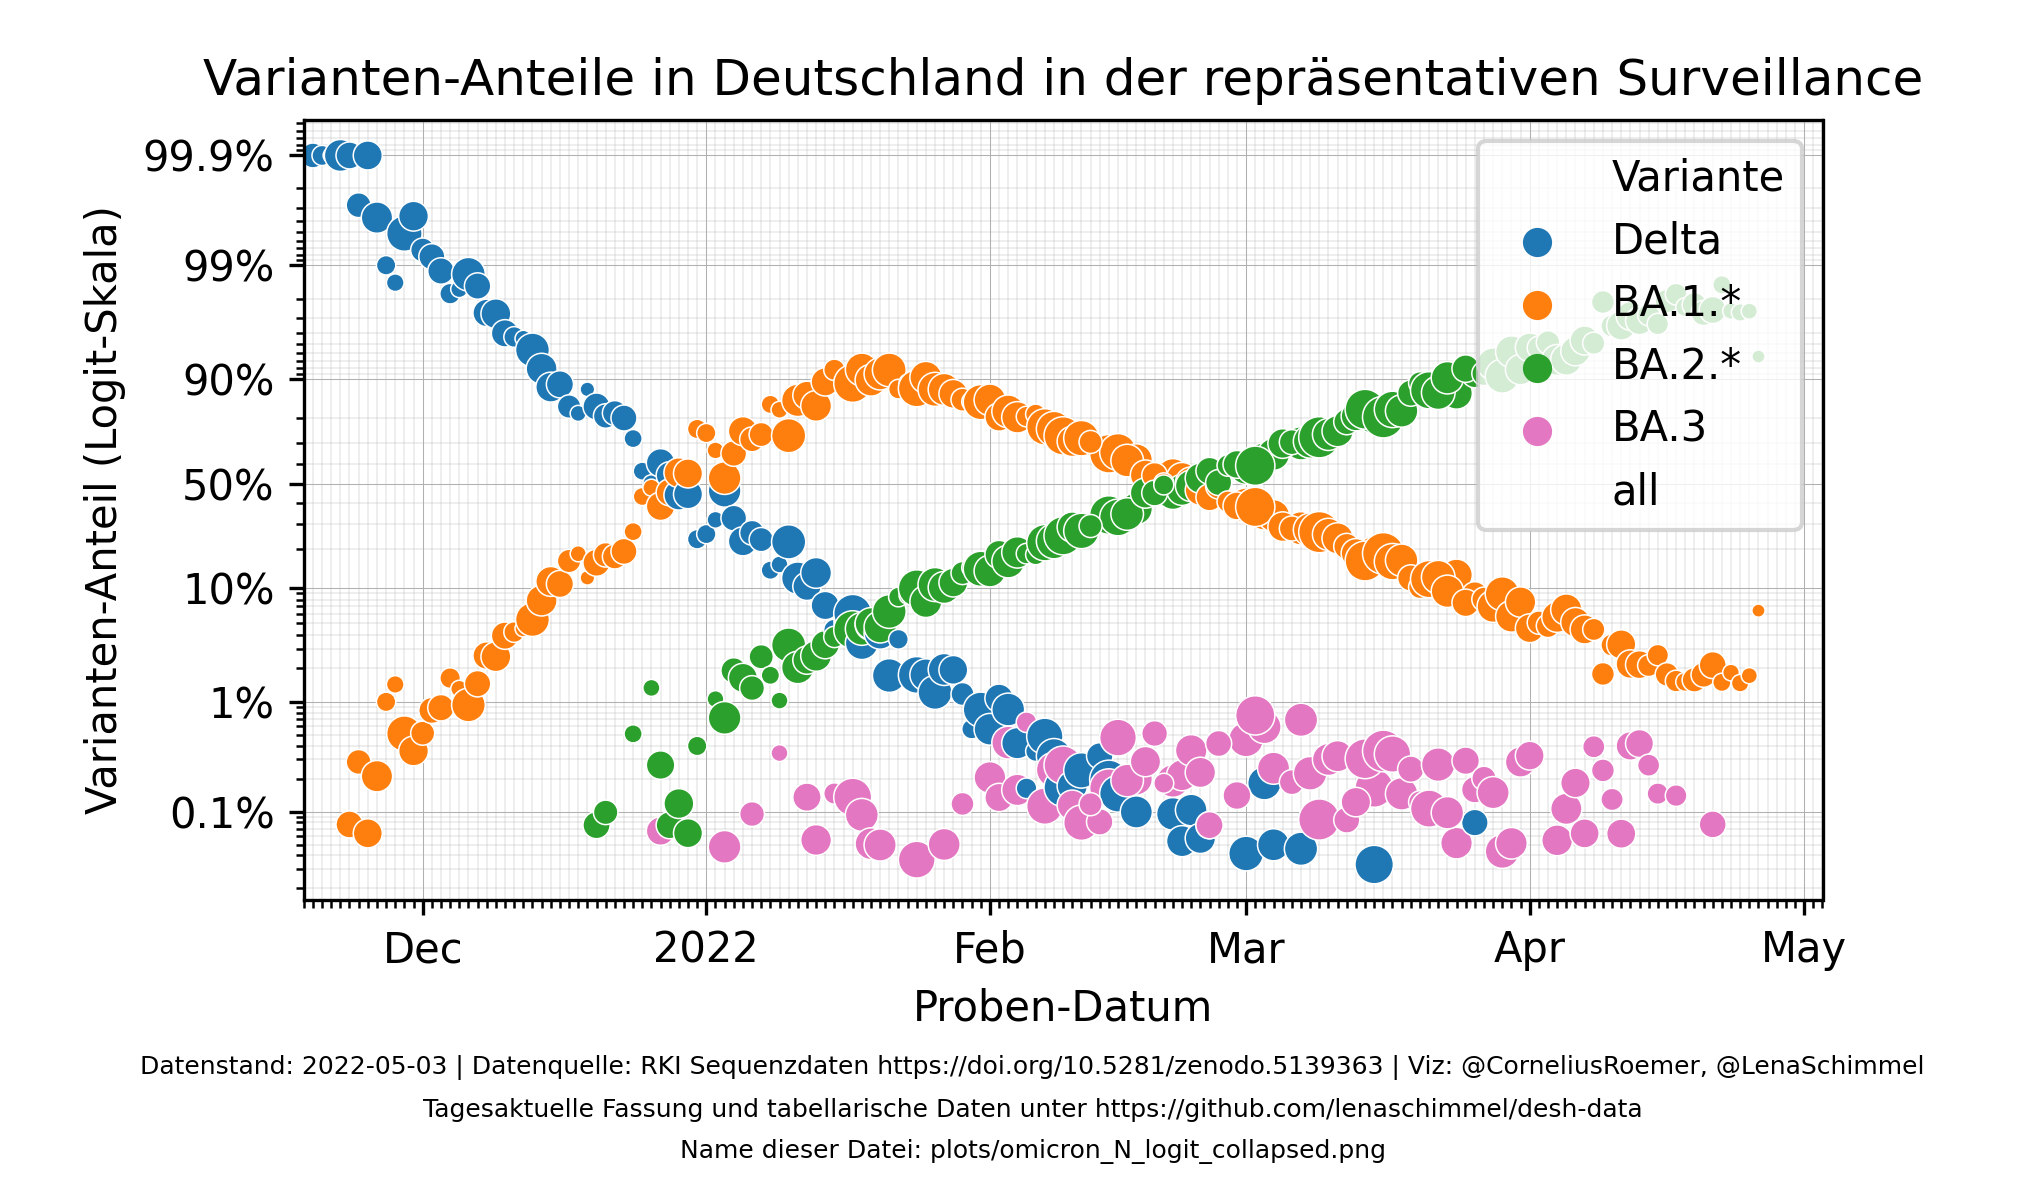 Varianten-Anteile in Deutschland in der repräsentativen Surveillance
Varianten-Anteil (Logit-Skala)
99.9%
99%
90%
50%
10%
1%
0.1%
Variante
Delta
BA.1.*
BA.2.*
BA.3
all
Dec
2022
Feb
Mar
Apr
May
Proben-Datum
Datenstand: 2022-05-03 | Datenquelle: RKI Sequenzdaten https://doi.org/10.5281/zenodo.5139363 | Viz: @CorneliusRoemer, @LenaSchimmel
Tagesaktuelle Fassung und tabellarische Daten unter https://github.com/lenaschimmel/desh-data
Name dieser Datei: plots/omicron_N_logit_collapsed.png